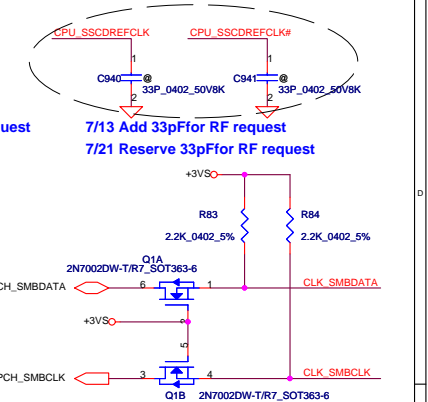 CPU_SSCDREFCLK CPU_SSCDREFCLK#
1 1
C940 @ C941 @
33P_0402_50V8K 33P_0402_50V8K
2 2
uest 7/13 Add 33pFfor RF request
7/21 Reserve 33pFfor RF request
+3VS
D
R83 R84
2.2K_0402_5% 2.2K_0402_5%
Q1A
2N7002DW-T/R7_SOT363-6
CH_SMBDATA 6 1 CLK_SMBDATA
2
+3VS
5
PCH_SMBCLK 3 4 CLK_SMBCLK
Q1B 2N7002DW-T/R7_SOT363-6